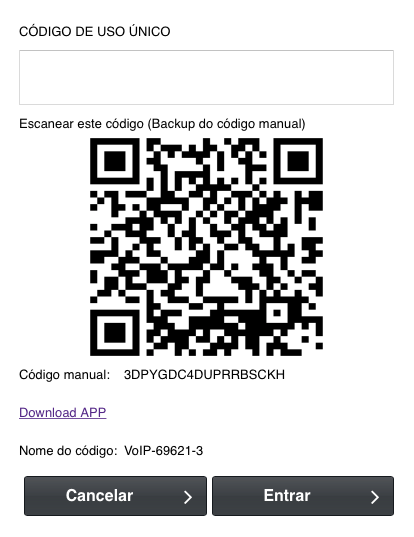 CÓDIGO DE USO ÚNICO
Escanear este código (Backup do código manual)
Código manual: 3DPYGDC4DUPRRBSCKH
Download APP
Nome do código: VoIP-69621-3
Cancelar
Entrar